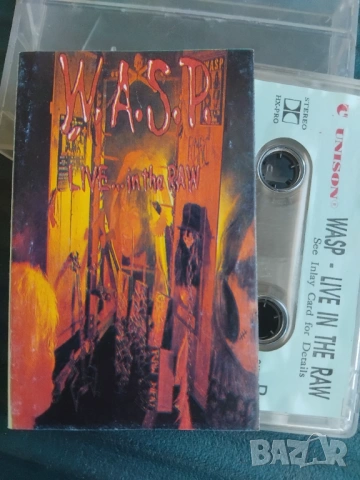 W.A.S.P.
LIVE...in the RAW
WASP
STEREO
HX-PRO
UNISON
WASP - LIVE IN THE RAW
See Inlay Card for Details
BAZAR